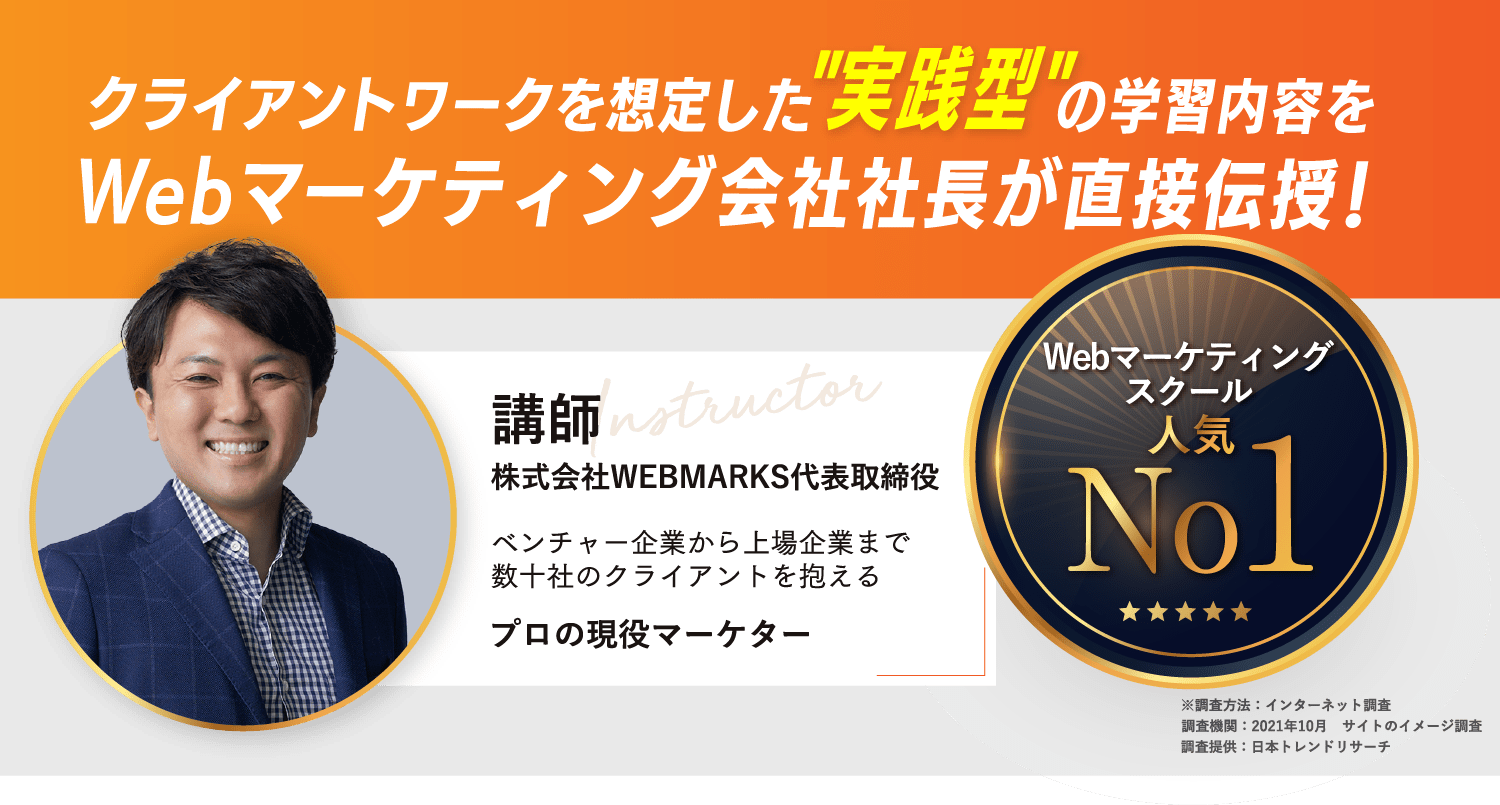 クライアントワークを想定した"実践型"の学習内容を
Webマーケティング会社社長が直接伝授！
講師
Instructor
株式会社WEBMARKS代表取締役
ベンチャー企業から上場企業まで
数十社のクライアントを抱える
プロの現役マーケター
Webマーケティング
スクール
人気
No1
★★★★★
※調査方法：インターネット調査
調査機関：2021年10月　サイトのイメージ調査
調査提供：日本トレンドリサーチ